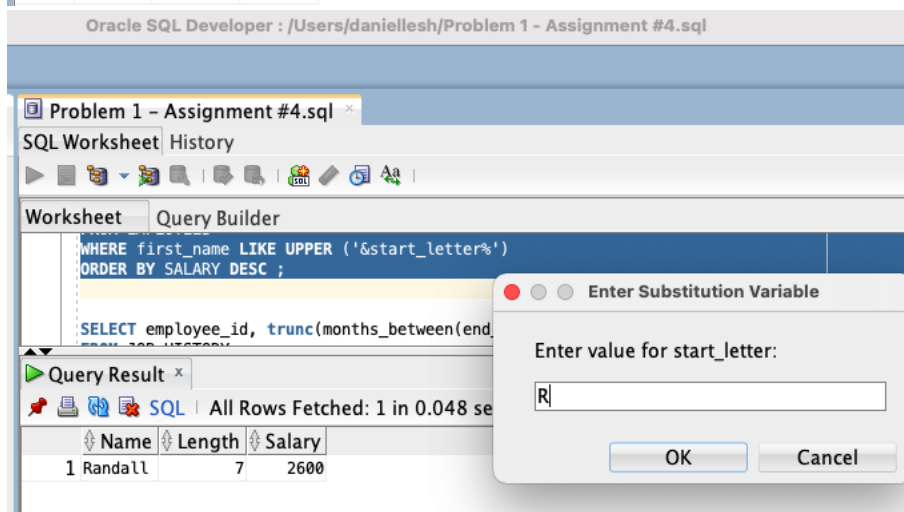 Oracle SQL Developer : /Users/daniellesh/Problem 1 - Assignment #4.sql
Problem 1 – Assignment #4.sql ×
SQL Worksheet History
Worksheet Query Builder
WHERE first_name LIKE UPPER ('&start_letter%')
ORDER BY SALARY DESC ;
SELECT employee_id, trunc(months_between(end_
Enter Substitution Variable
Enter value for start_letter:
R
OK Cancel
Query Result ×
SQL | All Rows Fetched: 1 in 0.048 se
Name Length Salary
1 Randall 7 2600